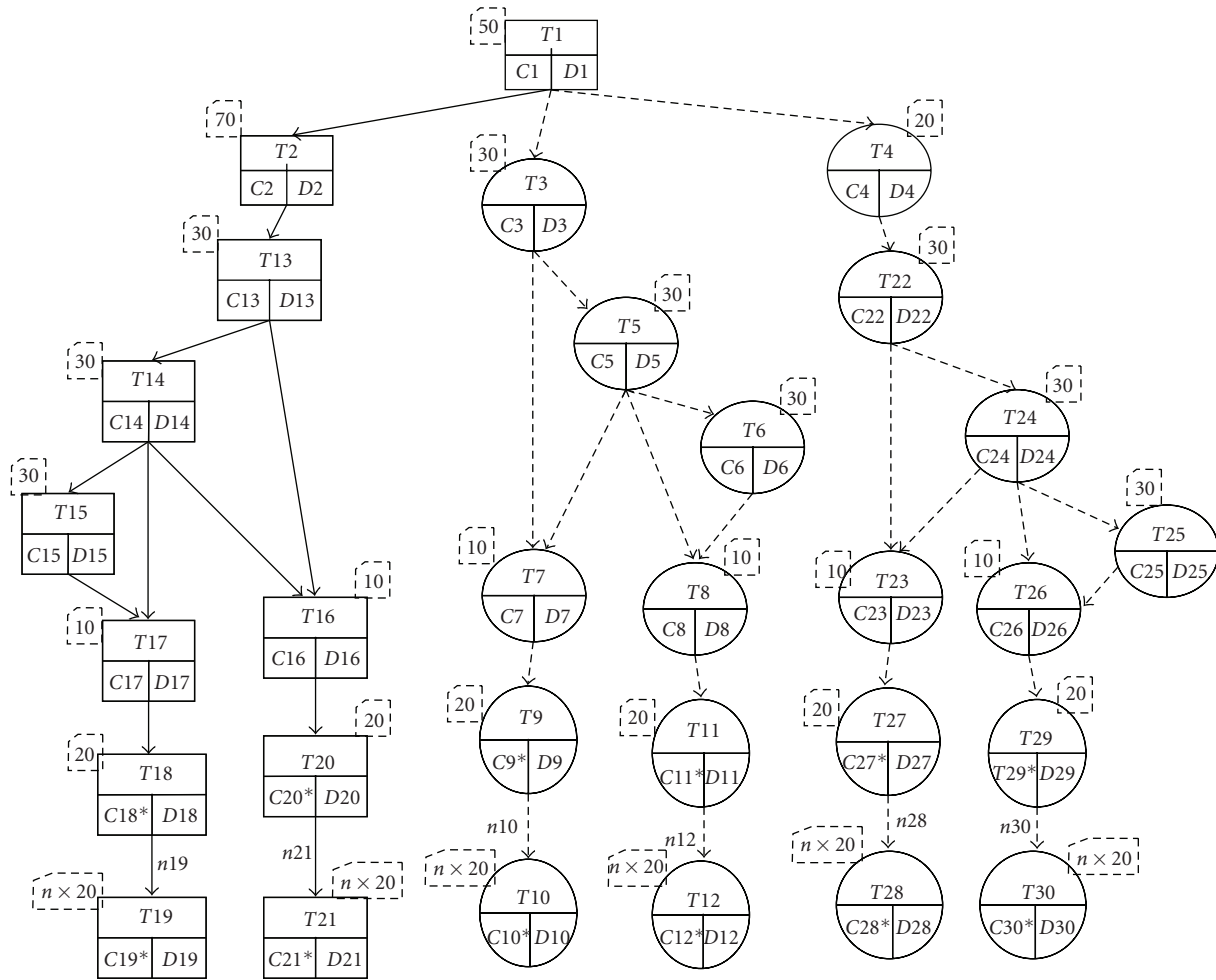 50
T1
C1 D1
70
T2
C2 D2
30
T3
C3 D3
20
T4
C4 D4
30
T13
C13 D13
30
T22
C22 D22
30
T5
C5 D5
30
T14
C14 D14
30
T6
C6 D6
30
T24
C24 D24
30
T15
C15 D15
30
T25
C25 D25
10
T17
C17 D17
10
T16
C16 D16
10
T7
C7 D7
10
T8
C8 D8
10
T23
C23 D23
10
T26
C26 D26
20
T18
C18* D18
20
T20
C20* D20
20
T9
C9* D9
20
T11
C11* D11
20
T27
C27* D27
20
T29
T29* D29
n19
n21
n10
n12
n28
n30
n × 20
T19
C19* D19
n × 20
T21
C21* D21
n × 20
T10
C10* D10
n × 20
T12
C12* D12
n × 20
T28
C28* D28
n × 20
T30
C30* D30